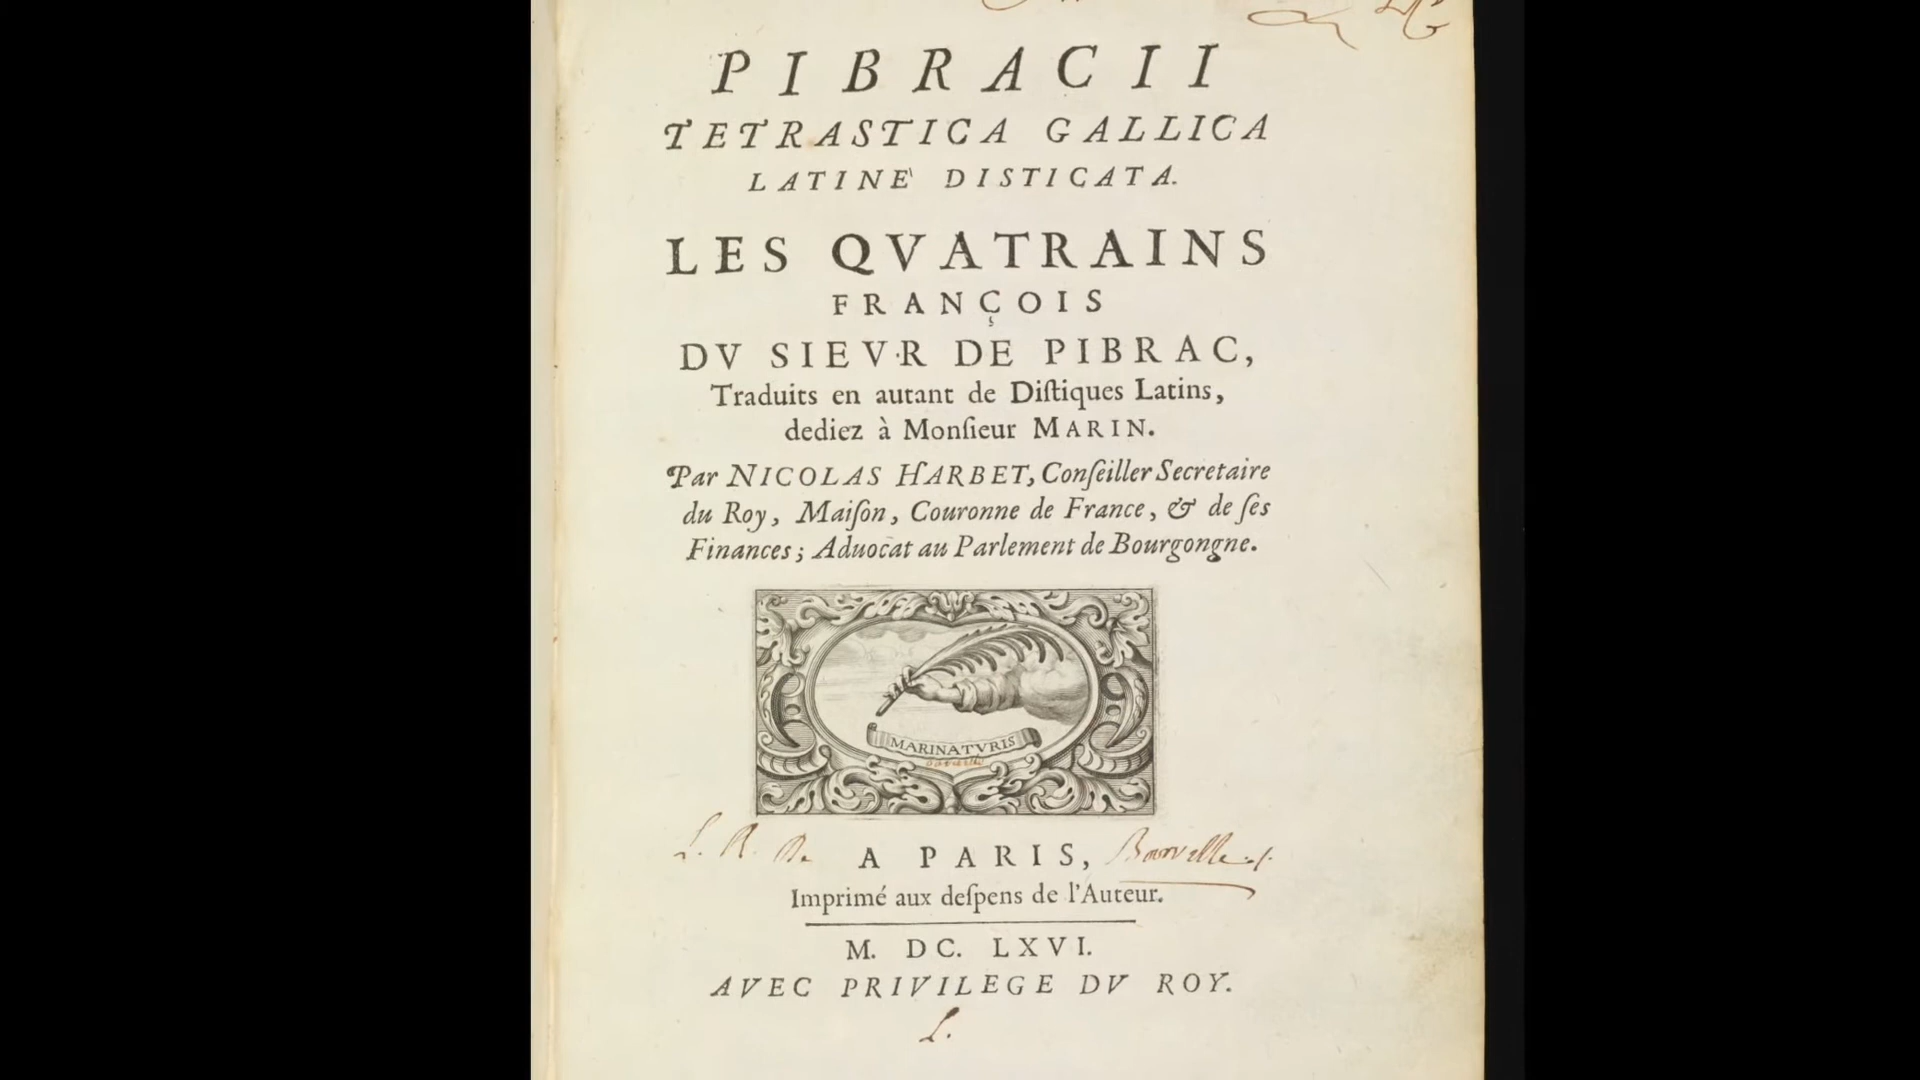 PIBRACII
TETRASTICA GALLICA
LATINE` DISTICATA.
LES QVATRAINS
FRANÇOIS
DV SIEVR DE PIBRAC,
Traduits en autant de Diſtiques Latins,
dediez à Monſieur MARIN.
Par NICOLAS HARBET, Conſeiller Secretaire
du Roy, Maiſon, Couronne de France, & de ſes
Finances; Aduocat au Parlement de Bourgongne.
MARINATVRIS
L. R. De Bourvelle
A PARIS,
Imprimé aux deſpens de l'Auteur.
M. DC. LXVI.
AVEC PRIVILEGE DV ROY.
L.